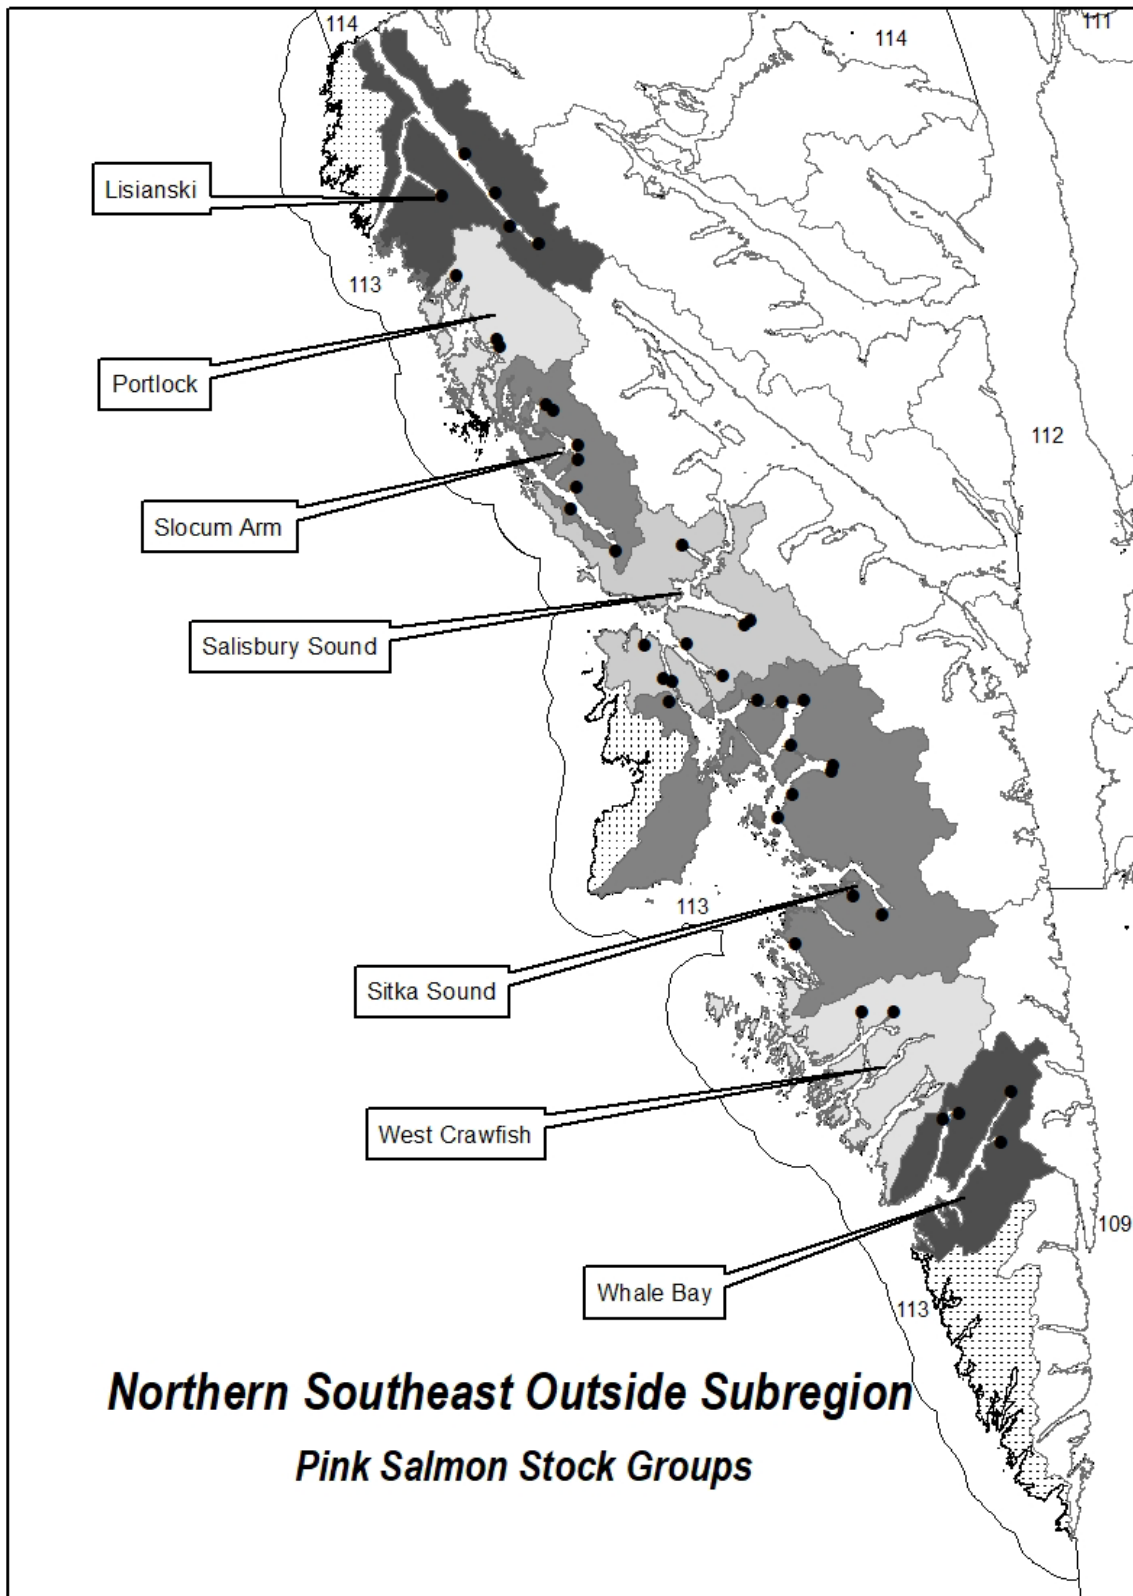 114
114
111
Lisianski
113
Portlock
112
Slocum Arm
Salisbury Sound
113
Sitka Sound
West Crawfish
109
Whale Bay
113
Northern Southeast Outside Subregion
Pink Salmon Stock Groups